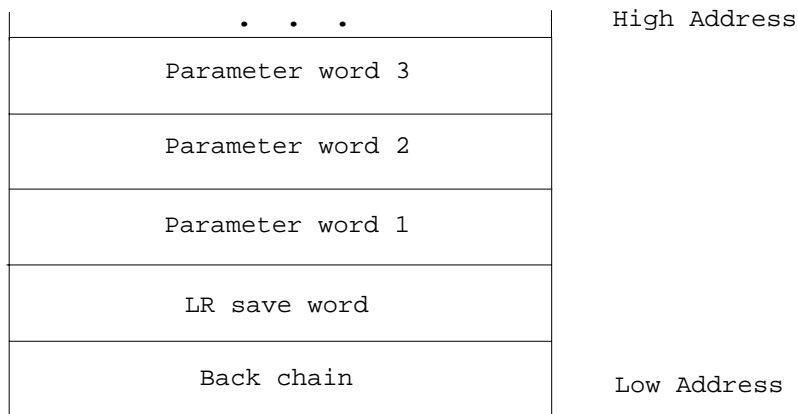 . . .
High Address
Parameter word 3
Parameter word 2
Parameter word 1
LR save word
Back chain
Low Address